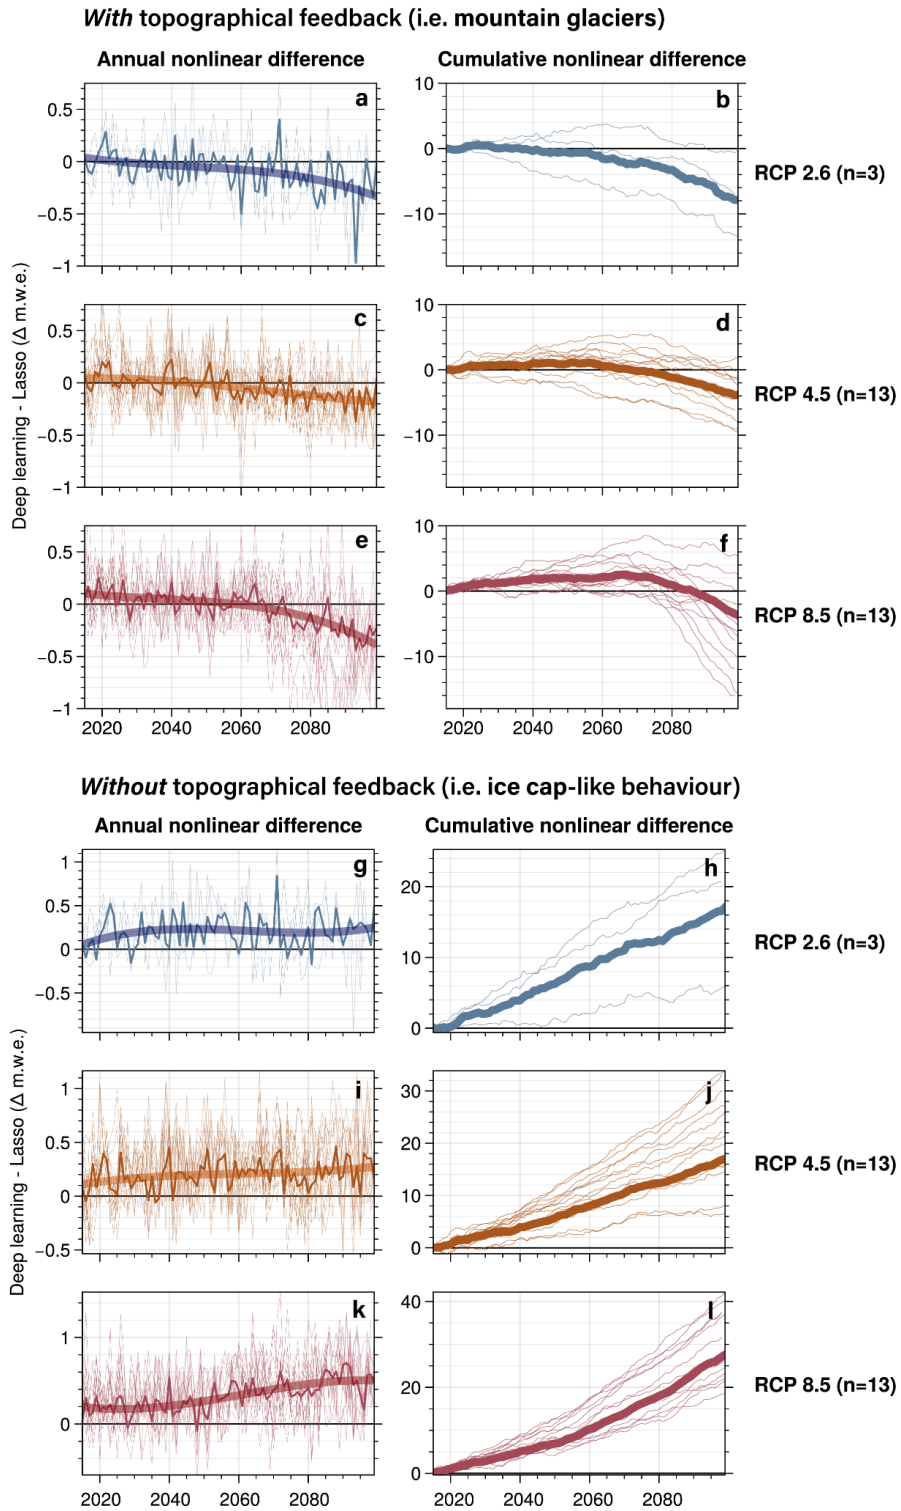 With topographical feedback (i.e. mountain glaciers)
Annual nonlinear difference
Cumulative nonlinear difference
Deep learning - Lasso (Δ m.w.e.)
a
0.5
0
−0.5
−1
b
10
0
−10
RCP 2.6 (n=3)
c
0.5
0
−0.5
−1
d
10
0
−10
RCP 4.5 (n=13)
e
0.5
0
−0.5
−1
2020 2040 2060 2080
f
10
0
−10
2020 2040 2060 2080
RCP 8.5 (n=13)
Without topographical feedback (i.e. ice cap-like behaviour)
Annual nonlinear difference
Cumulative nonlinear difference
Deep learning - Lasso (Δ m.w.e.)
g
1
0.5
0
−0.5
h
20
10
0
RCP 2.6 (n=3)
i
1
0.5
0
−0.5
j
30
20
10
0
RCP 4.5 (n=13)
k
1
0
2020 2040 2060 2080
l
40
20
0
2020 2040 2060 2080
RCP 8.5 (n=13)